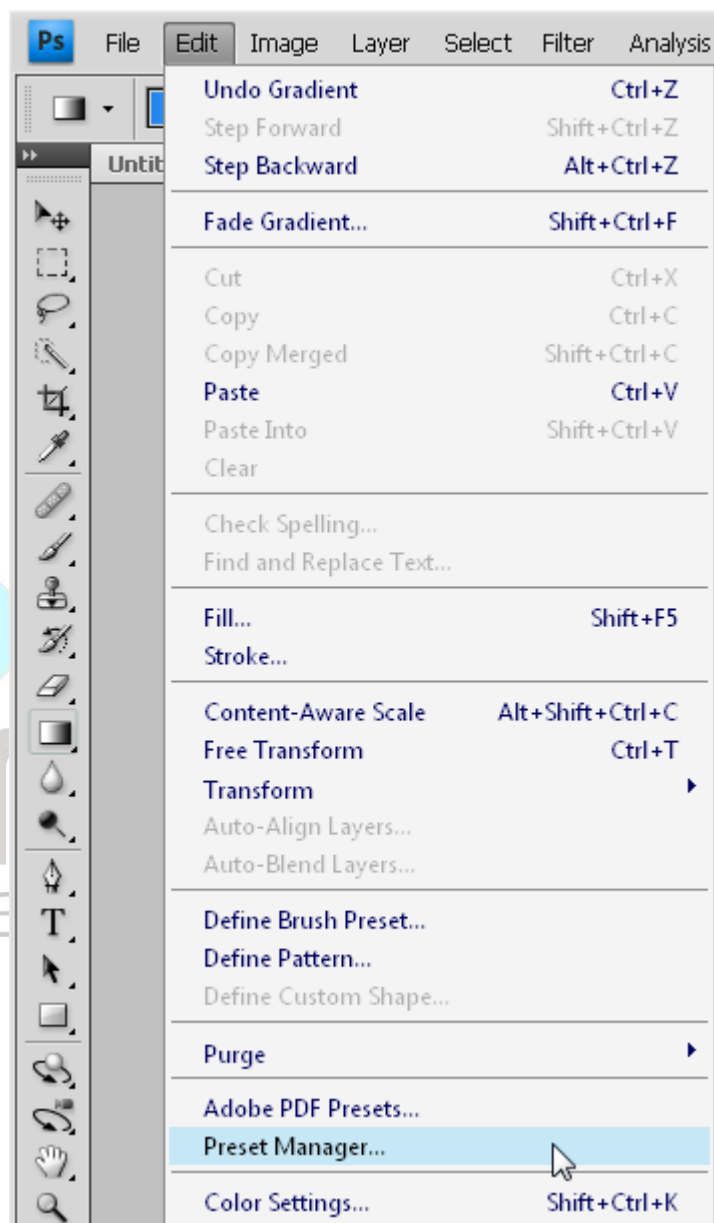 Ps File Edit Image Layer Select Filter Analysis
Undo Gradient Ctrl+Z
Step Forward Shift+Ctrl+Z
Untit
Step Backward Alt+Ctrl+Z
Fade Gradient... Shift+Ctrl+F
Cut Ctrl+X
Copy Ctrl+C
Copy Merged Shift+Ctrl+C
Paste Ctrl+V
Paste Into Shift+Ctrl+V
Clear
Check Spelling...
Find and Replace Text...
Fill... Shift+F5
Stroke...
Content-Aware Scale Alt+Shift+Ctrl+C
Free Transform Ctrl+T
Transform
Auto-Align Layers...
Auto-Blend Layers...
Define Brush Preset...
T
Define Pattern...
Define Custom Shape...
Purge
Adobe PDF Presets...
Preset Manager...
Color Settings... Shift+Ctrl+K